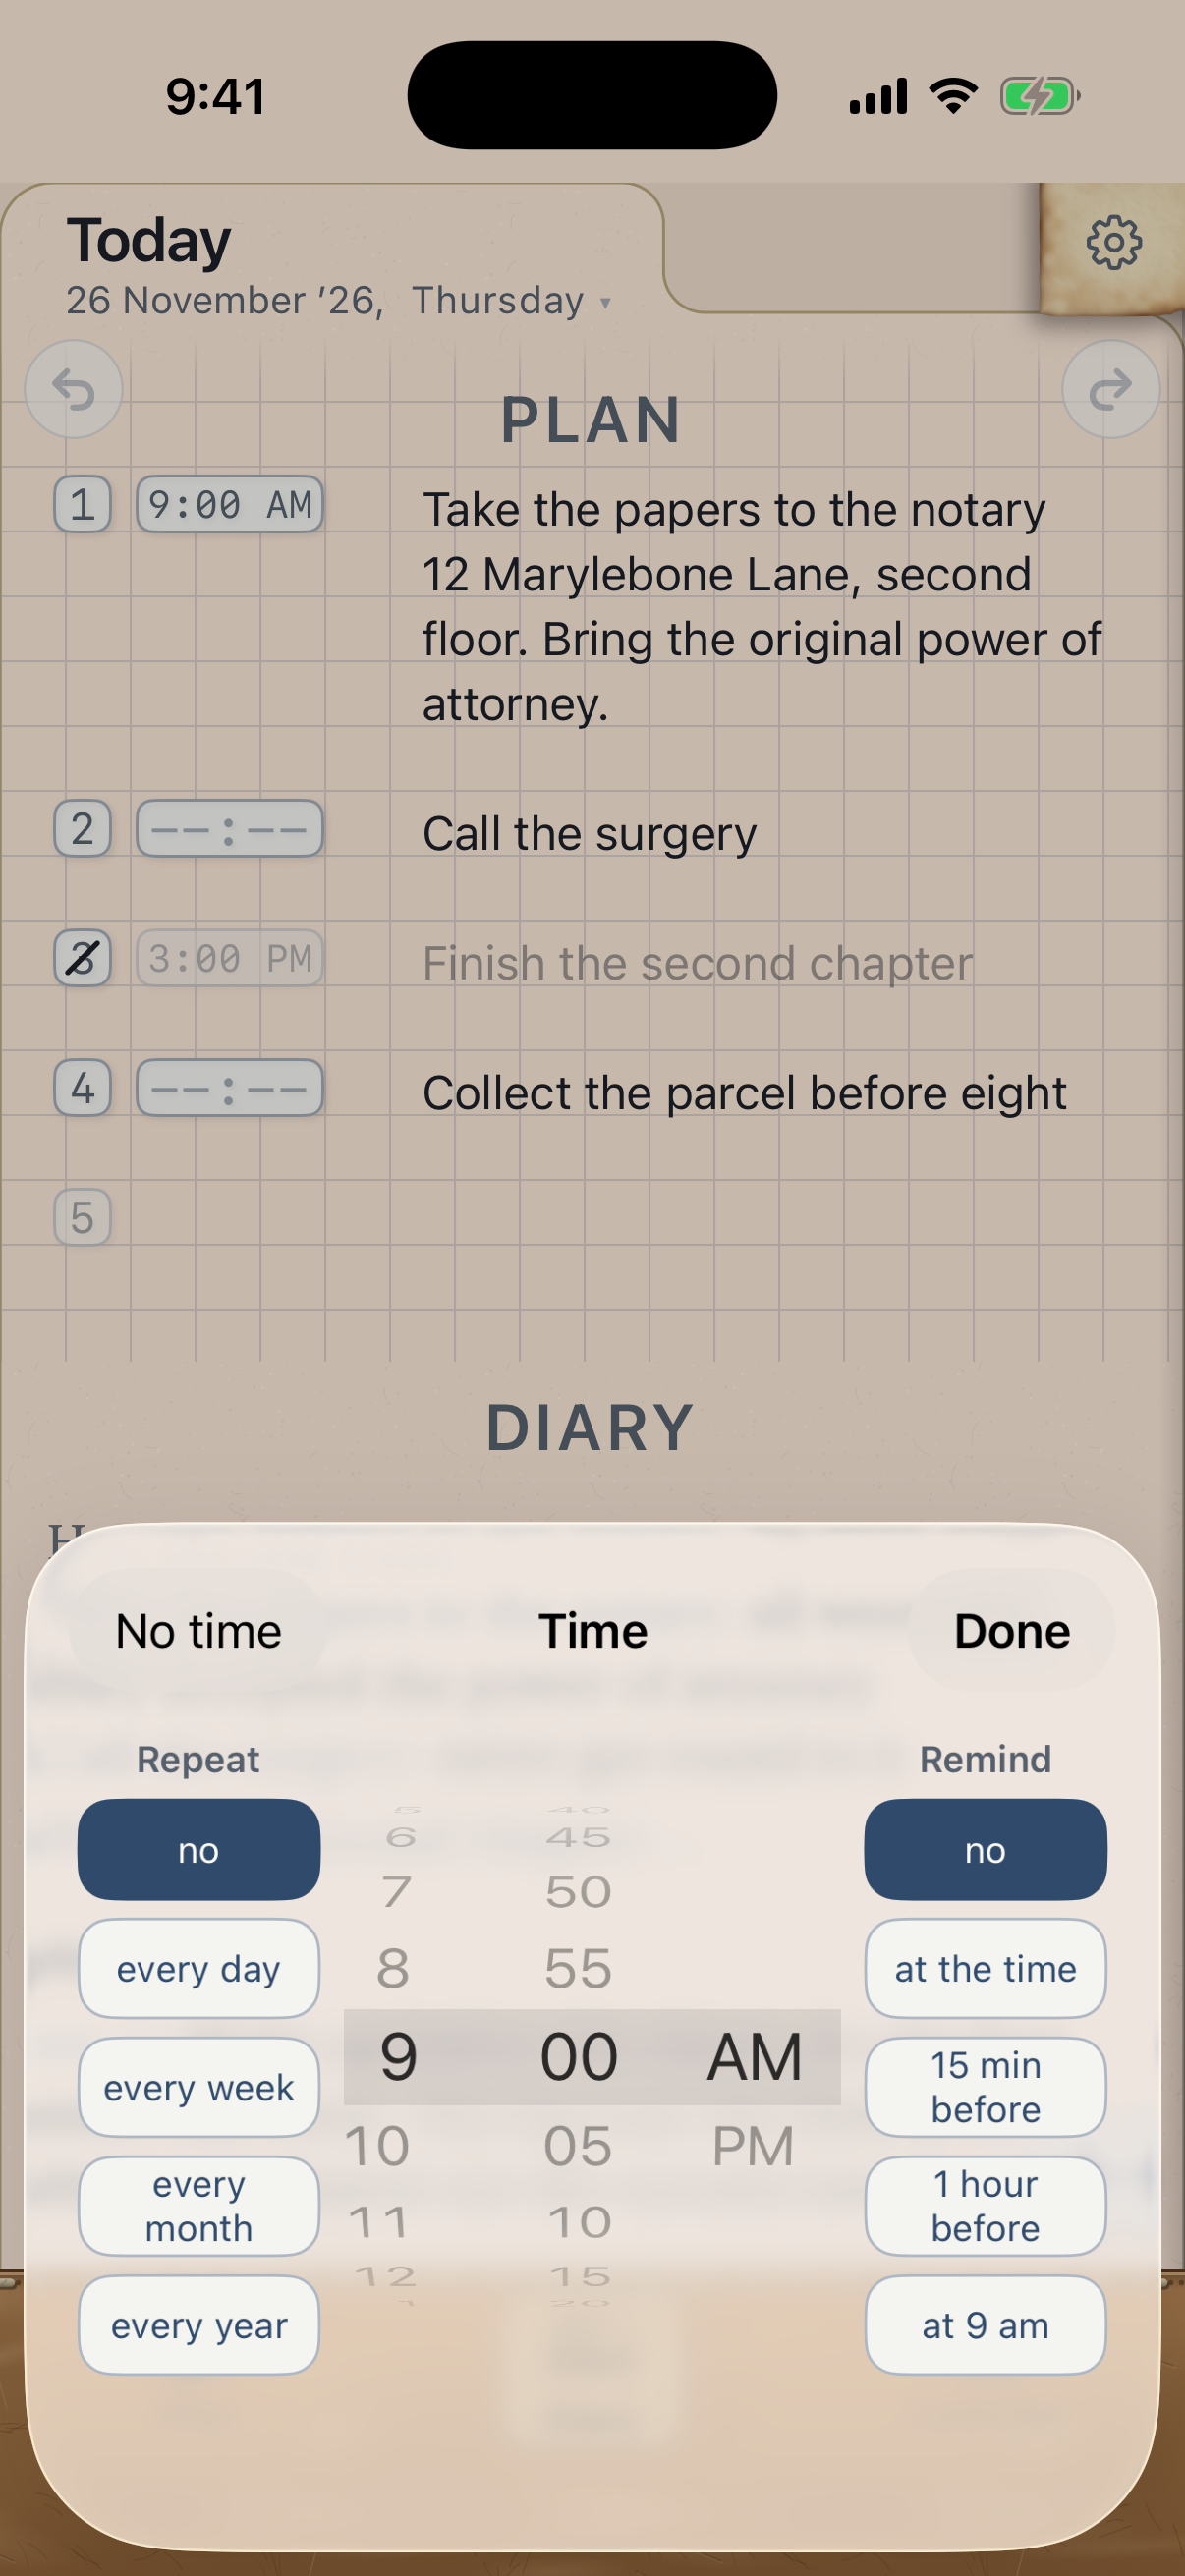 9:41
Today
26 November ’26, Thursday ▾
PLAN
1 9:00 AM Take the papers to the notary
12 Marylebone Lane, second
floor. Bring the original power of
attorney.
2 --:-- Call the surgery
3 3:00 PM Finish the second chapter
4 --:-- Collect the parcel before eight
5
DIARY
H
No time Time Done
Repeat Remind
no
every day
every week
every
month
every year
5 40
6 45
7 50
8 55
9 00 AM
10 05 PM
11 10
12 15
1 20
no
at the time
15 min
before
1 hour
before
at 9 am